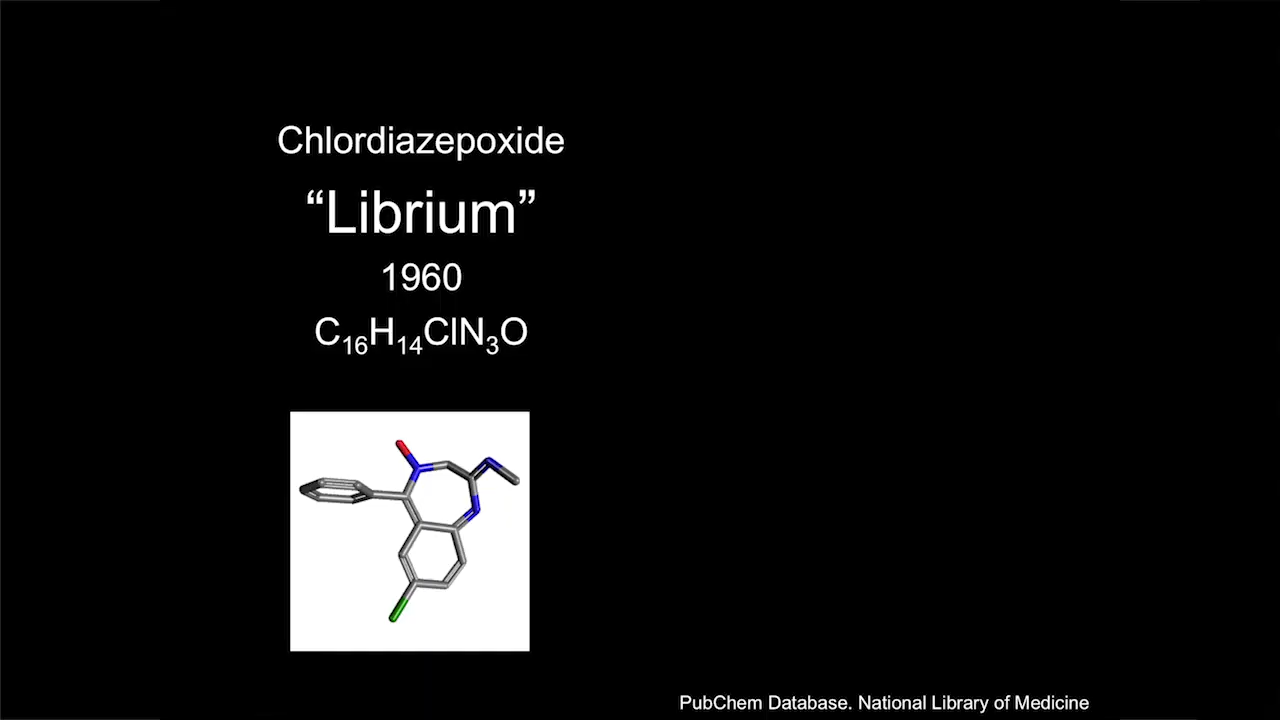 Chlordiazepoxide
“Librium”
1960
C₁₆H₁₄ClN₃O
PubChem Database. National Library of Medicine